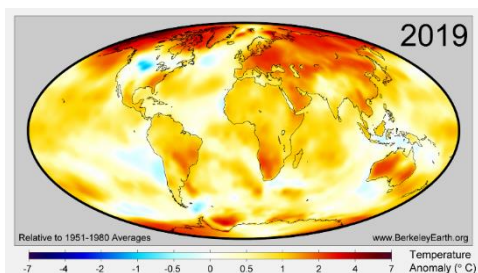 2019
Relative to 1951-1980 Averages
www.BerkeleyEarth.org
-7 -4 -2 -1 -0.5 0 0.5 1 2 4 7
Temperature
Anomaly (° C)